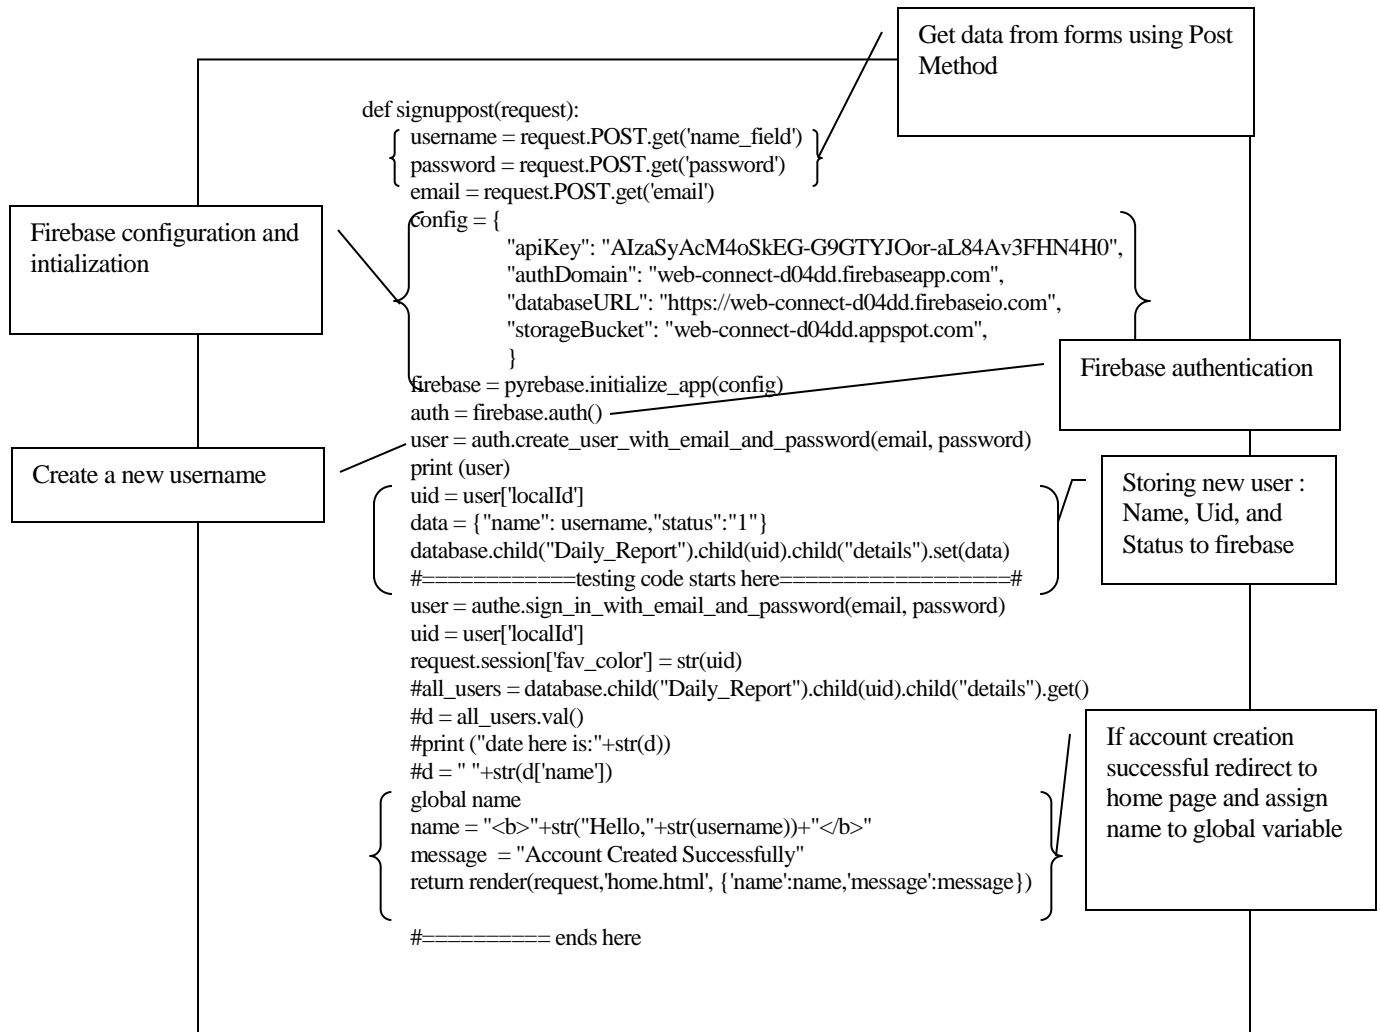 Get data from forms using Post
Method
def signuppost(request):
username = request.POST.get('name_field')
password = request.POST.get('password')
email = request.POST.get('email')
Firebase configuration and
intialization
config = {
"apiKey": "AIzaSyAcM4oSkEG-G9GTYJOor-aL84Av3FHN4H0",
"authDomain": "web-connect-d04dd.firebaseapp.com",
"databaseURL": "https://web-connect-d04dd.firebaseio.com",
"storageBucket": "web-connect-d04dd.appspot.com",
}
Firebase authentication
firebase = pyrebase.initialize_app(config)
auth = firebase.auth()
user = auth.create_user_with_email_and_password(email, password)
Create a new username
print (user)
uid = user['localId']
data = {"name": username,"status":"1"}
database.child("Daily_Report").child(uid).child("details").set(data)
Storing new user :
Name, Uid, and
Status to firebase
#============testing code starts here==================#
user = authe.sign_in_with_email_and_password(email, password)
uid = user['localId']
request.session['fav_color'] = str(uid)
#all_users = database.child("Daily_Report").child(uid).child("details").get()
#d = all_users.val()
#print ("date here is:"+str(d))
#d = " "+str(d['name'])
global name
name = "<b>"+str("Hello,"+str(username))+"</b>"
message  = "Account Created Successfully"
return render(request,'home.html', {'name':name,'message':message})
If account creation
successful redirect to
home page and assign
name to global variable
#========== ends here